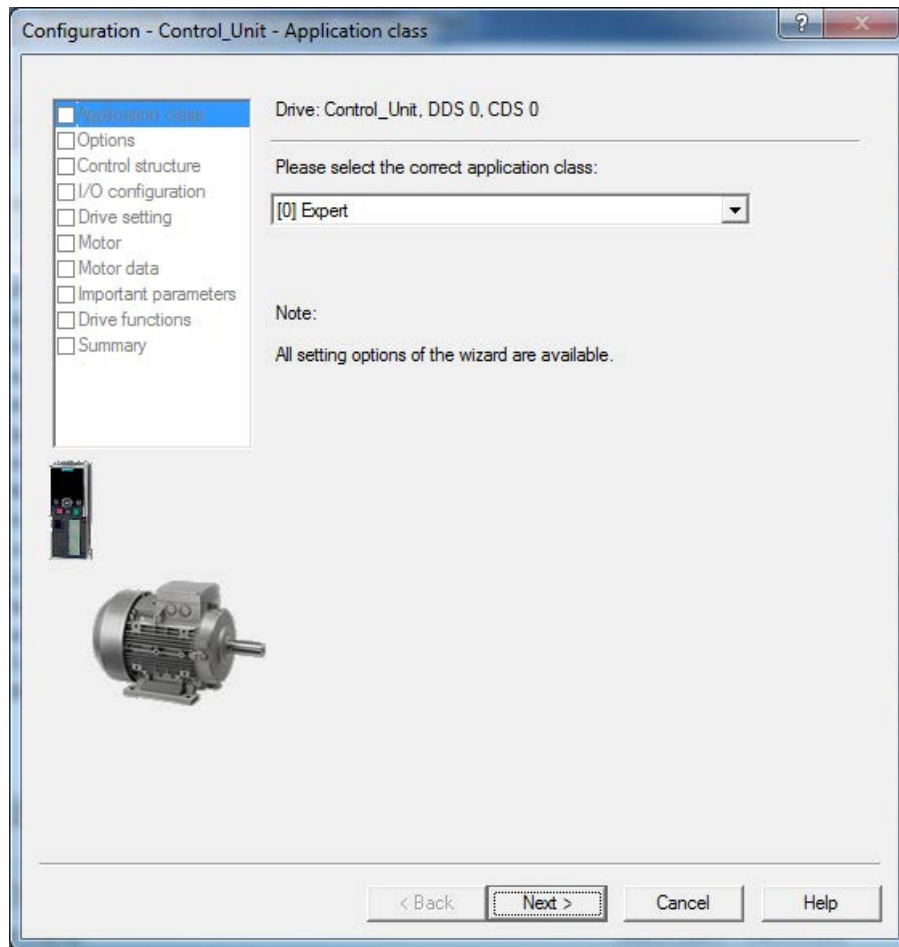 Configuration - Control_Unit - Application class
?
X
Application class
Options
Control structure
I/O configuration
Drive setting
Motor
Motor data
Important parameters
Drive functions
Summary
Drive: Control_Unit, DDS 0, CDS 0
Please select the correct application class:
[0] Expert
Note:
All setting options of the wizard are available.
< Back
Next >
Cancel
Help